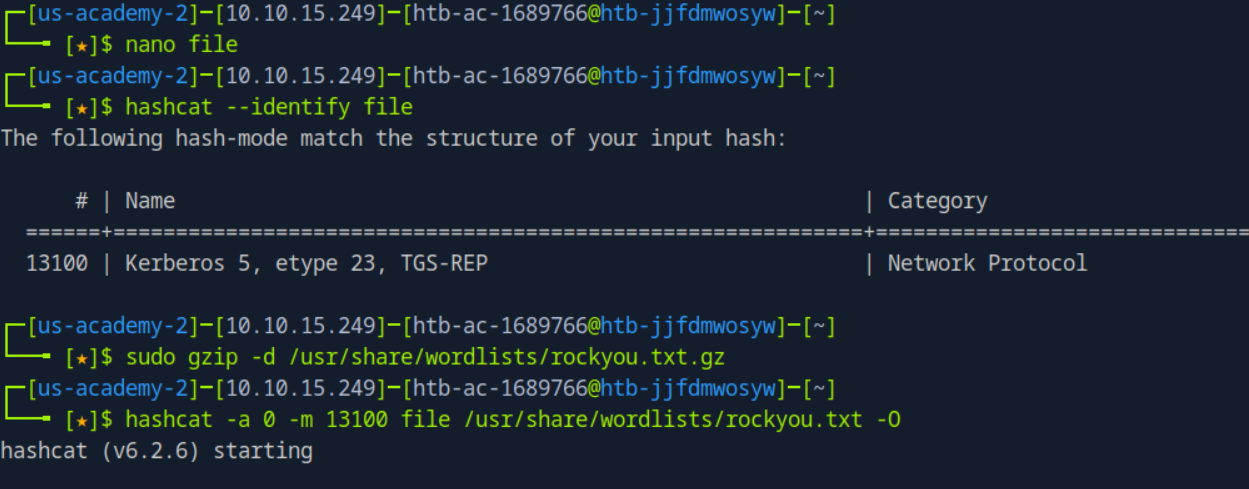 [us-academy-2]─[10.10.15.249]─[htb-ac-1689766@htb-jjfdmwosyw]─[~]
[★]$ nano file
[us-academy-2]─[10.10.15.249]─[htb-ac-1689766@htb-jjfdmwosyw]─[~]
[★]$ hashcat --identify file
The following hash-mode match the structure of your input hash:
# | Name | Category
======+============================================================+==============================
13100 | Kerberos 5, etype 23, TGS-REP | Network Protocol
[us-academy-2]─[10.10.15.249]─[htb-ac-1689766@htb-jjfdmwosyw]─[~]
[★]$ sudo gzip -d /usr/share/wordlists/rockyou.txt.gz
[us-academy-2]─[10.10.15.249]─[htb-ac-1689766@htb-jjfdmwosyw]─[~]
[★]$ hashcat -a 0 -m 13100 file /usr/share/wordlists/rockyou.txt -O
hashcat (v6.2.6) starting